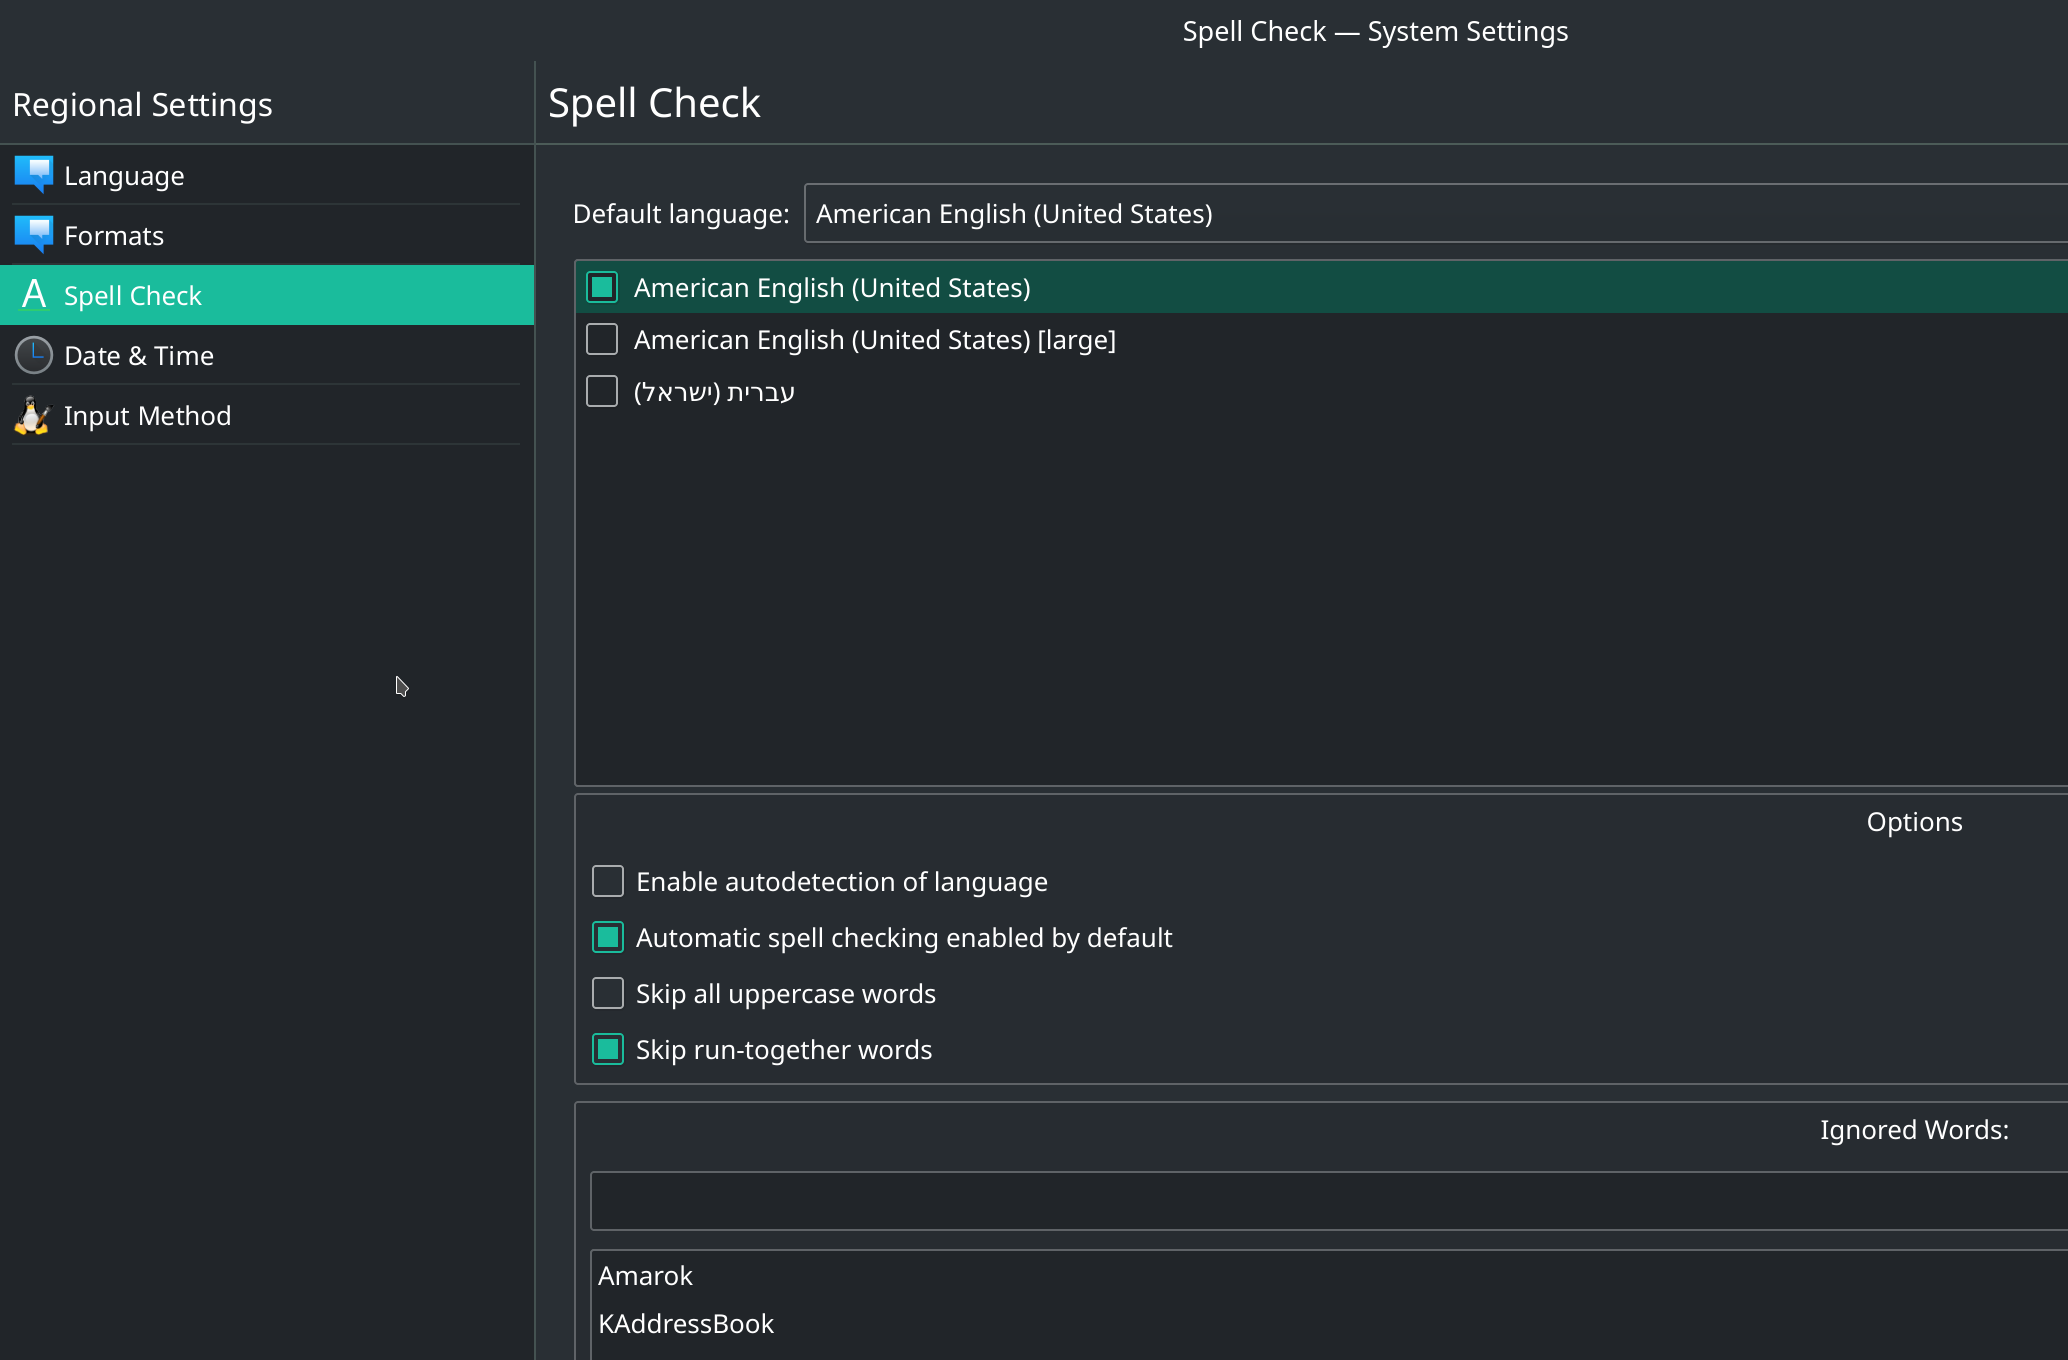 Spell Check — System Settings
Regional Settings
Language
Formats
Spell Check
Date & Time
Input Method
Spell Check
Default language: American English (United States)
American English (United States)
American English (United States) [large]
עברית (ישראל)
Options
Enable autodetection of language
Automatic spell checking enabled by default
Skip all uppercase words
Skip run-together words
Ignored Words:
Amarok
KAddressBook